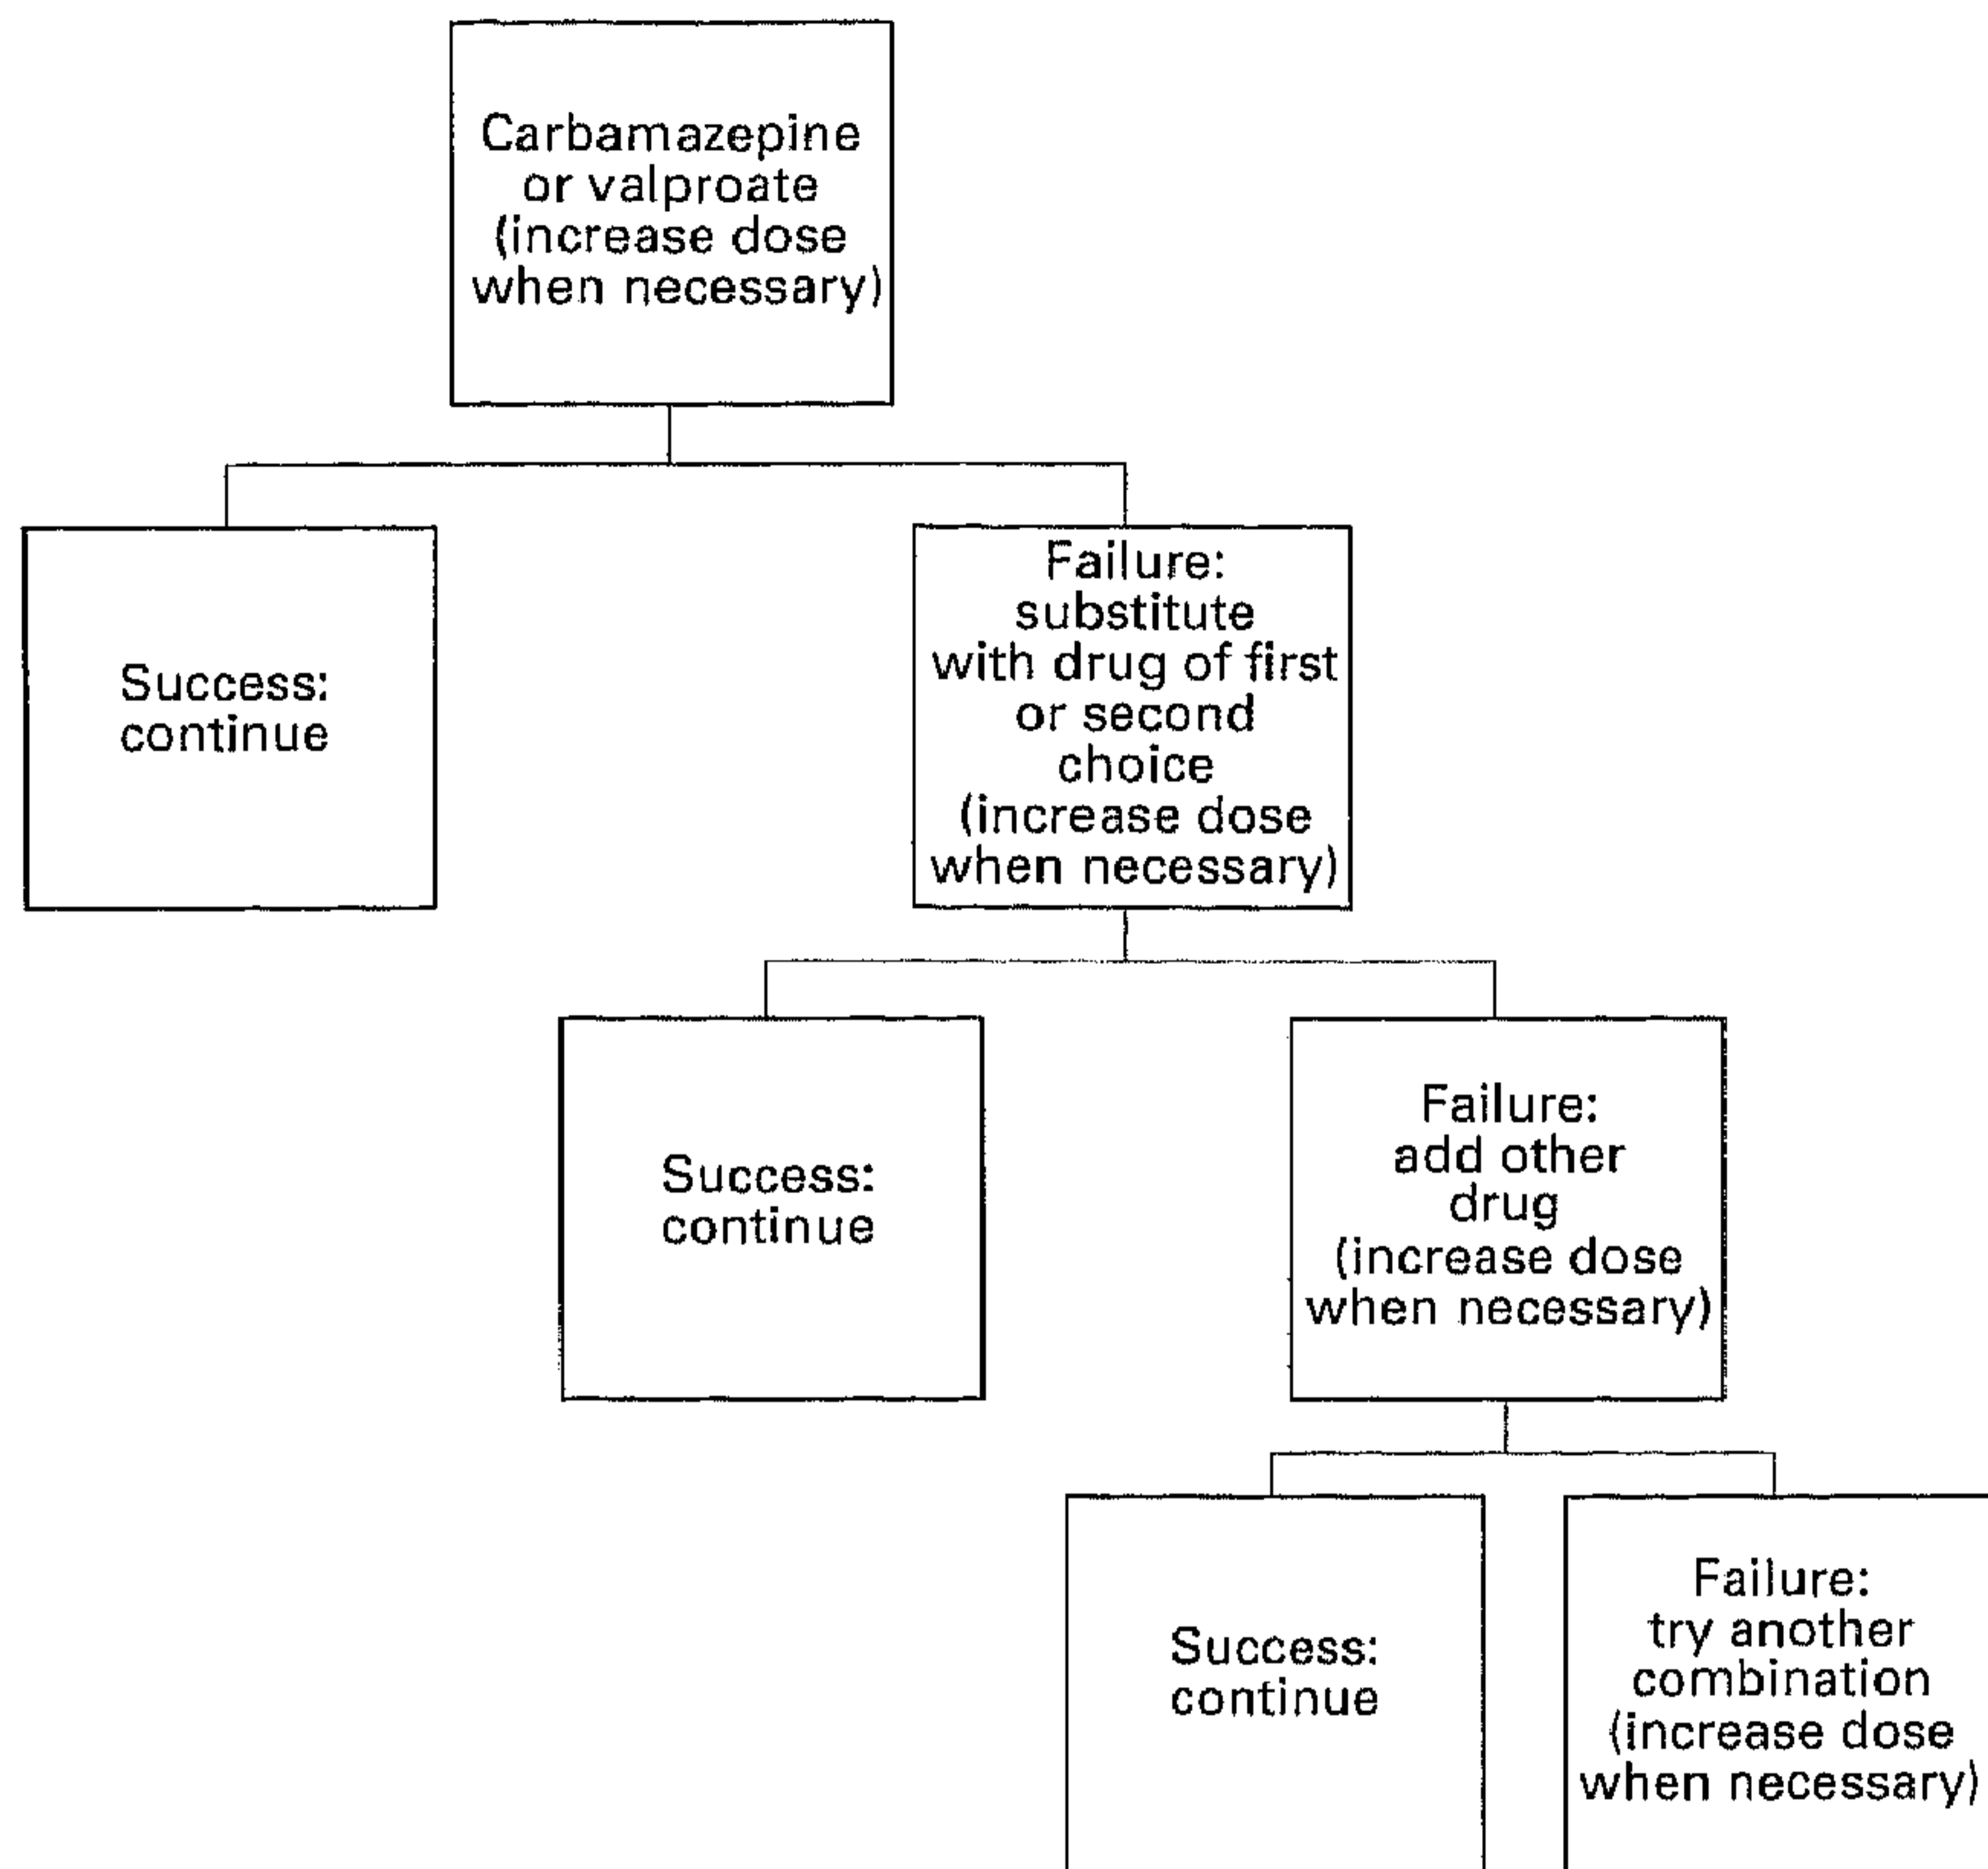 Carbamazepine
or valproate
(increase dose
when necessary)
Success:
continue
Failure:
substitute
with drug of first
or second
choice
(increase dose
when necessary)
Success:
continue
Failure:
add other
drug
(increase dose
when necessary)
Success:
continue
Failure:
try another
combination
(increase dose
when necessary)